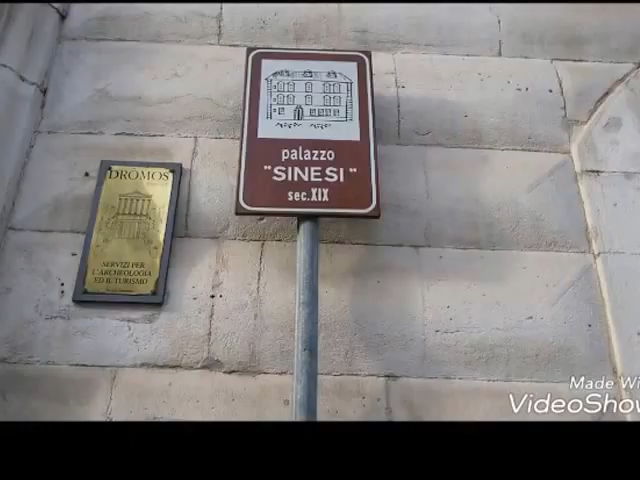 palazzo
"SINESI"
sec.XIX
DROMOS
SERVIZI PER
L'ARCHEOLOGIA
ED IL TURISMO
Made Wi
VideoShow